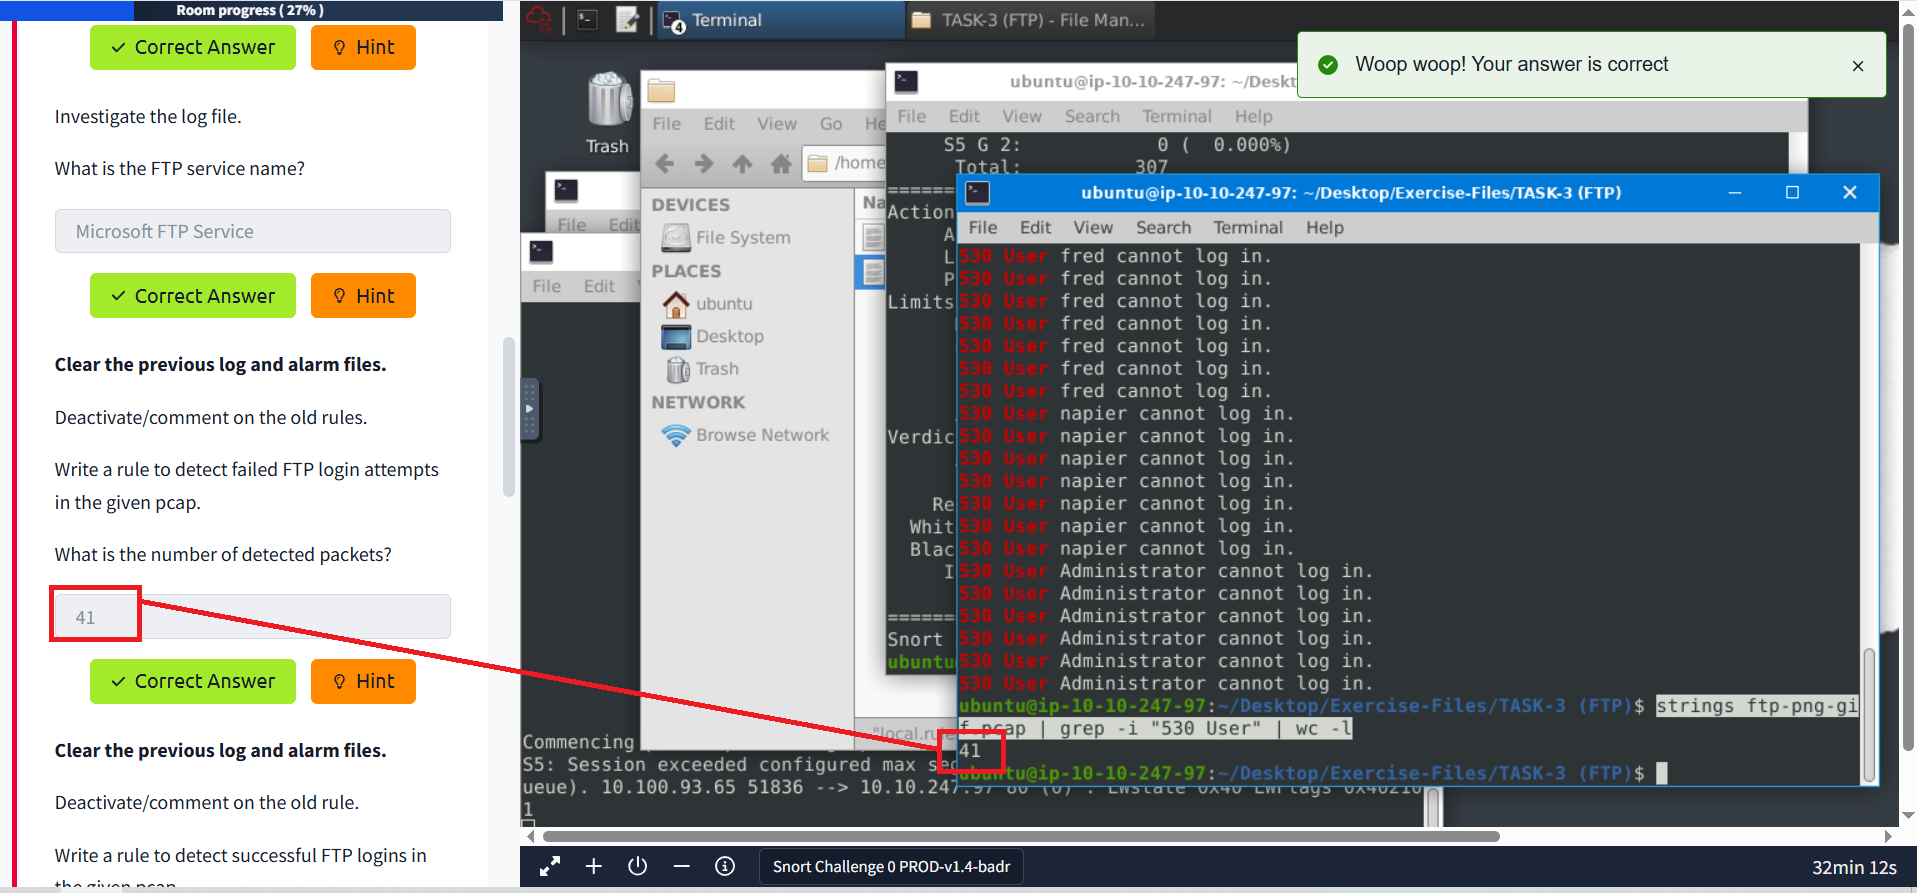 Room progress ( 27% )
Correct Answer
Hint
Investigate the log file.
What is the FTP service name?
Microsoft FTP Service
Correct Answer
Hint
Clear the previous log and alarm files.
Deactivate/comment on the old rules.
Write a rule to detect failed FTP login attempts
in the given pcap.
What is the number of detected packets?
41
Correct Answer
Hint
Clear the previous log and alarm files.
Deactivate/comment on the old rule.
Write a rule to detect successful FTP logins in
the given pcap
4
Terminal
TASK-3 (FTP) - File Man...
Woop woop! Your answer is correct
Trash
File Edit
File Edit
File Edit View Go He
/home
DEVICES
File System
PLACES
ubuntu
Desktop
Trash
NETWORK
Browse Network
Na
"local.rule
ubuntu@ip-10-10-247-97: ~/Deskt
File Edit View Search Terminal Help
S5 G 2: 0 ( 0.000%)
Total: 307
=======
Action
A
L
P
Limits
Verdic
Re
Whit
Blac
I
======
Snort
ubuntu
ubuntu@ip-10-10-247-97: ~/Desktop/Exercise-Files/TASK-3 (FTP)
File Edit View Search Terminal Help
530 User fred cannot log in.
530 User fred cannot log in.
530 User fred cannot log in.
530 User fred cannot log in.
530 User fred cannot log in.
530 User fred cannot log in.
530 User fred cannot log in.
530 User napier cannot log in.
530 User napier cannot log in.
530 User napier cannot log in.
530 User napier cannot log in.
530 User napier cannot log in.
530 User napier cannot log in.
530 User napier cannot log in.
530 User Administrator cannot log in.
530 User Administrator cannot log in.
530 User Administrator cannot log in.
530 User Administrator cannot log in.
530 User Administrator cannot log in.
530 User Administrator cannot log in.
ubuntu@ip-10-10-247-97:~/Desktop/Exercise-Files/TASK-3 (FTP)$ strings ftp-png-gi
f.pcap | grep -i "530 User" | wc -l
41
ubuntu@ip-10-10-247-97:~/Desktop/Exercise-Files/TASK-3 (FTP)$
Commencing
S5: Session exceeded configured max se
ueue). 10.100.93.65 51836 --> 10.10.247.97 80 (0) : LWstate 0x40 LWFlags 0x40210
1
Snort Challenge 0 PROD-v1.4-badr
32min 12s